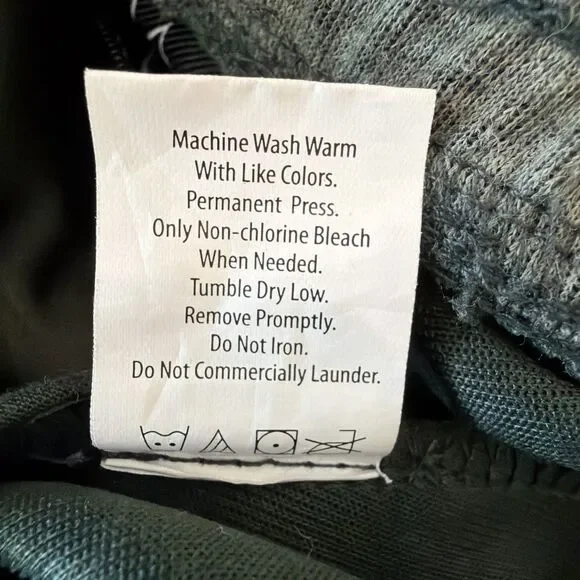 Machine Wash Warm
With Like Colors.
Permanent Press.
Only Non-chlorine Bleach
When Needed.
Tumble Dry Low.
Remove Promptly.
Do Not Iron.
Do Not Commercially Launder.